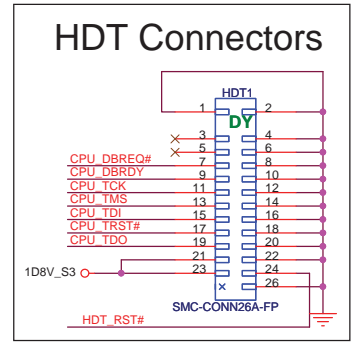 HDT Connectors
HDT1
1 2
DY
3 4
5 6
CPU_DBREQ# 7 8
CPU_DBRDY 9 10
CPU_TCK 11 12
CPU_TMS 13 14
CPU_TDI 15 16
CPU_TRST# 17 18
CPU_TDO 19 20
21 22
1D8V_S3 23 24
26
SMC-CONN26A-FP
HDT_RST#